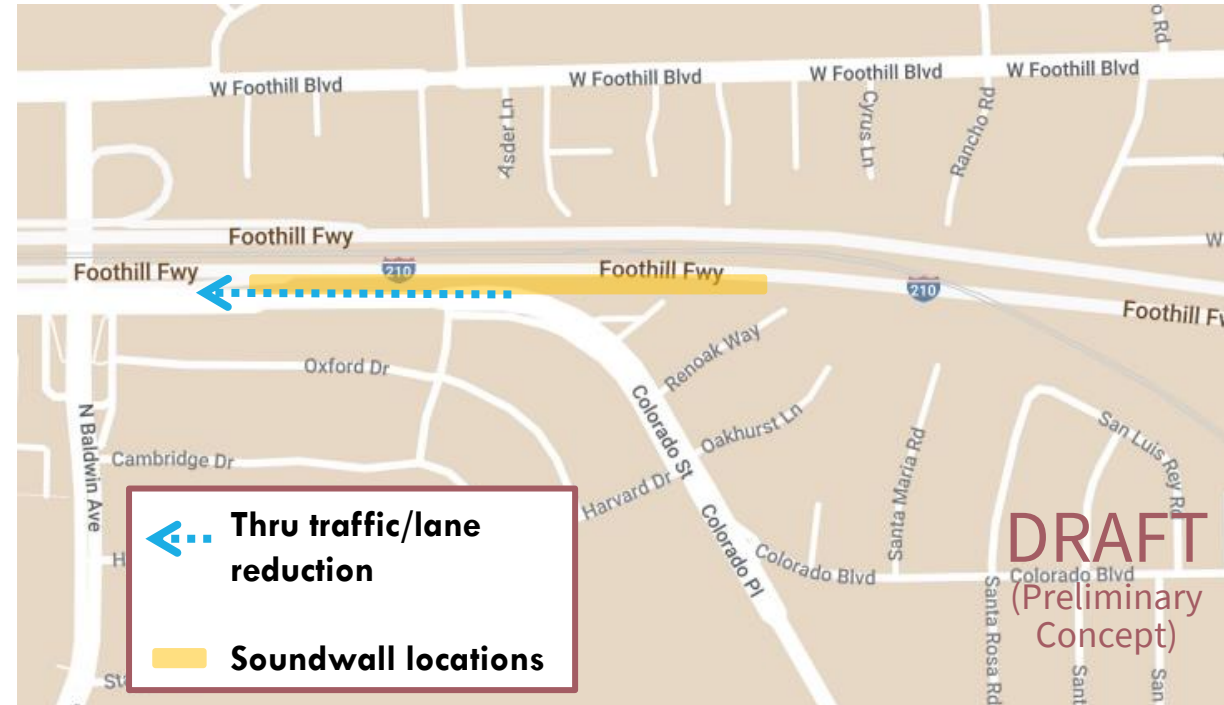 o Rd
W Foothill Blvd
W Foothill Blvd
W Foothill Blvd
W Foothill Blvd
Asder Ln
Cyrus Ln
Rancho Rd
Foothill Fwy
W
Foothill Fwy
210
Foothill Fwy
210
Foothill Fw
Oxford Dr
Renoak Way
N Baldwin Ave
Colorado St
Oakhurst Ln
San Luis Rey Rd
Cambridge Dr
Harvard Dr
Santa Maria Rd
Thru traffic/lane
reduction
Soundwall locations
H
Sta
Colorado Pl
Colorado Blvd
DRAFT
Colorado Blvd
(Preliminary
Concept)
Santa Rosa Rd
Sant
San